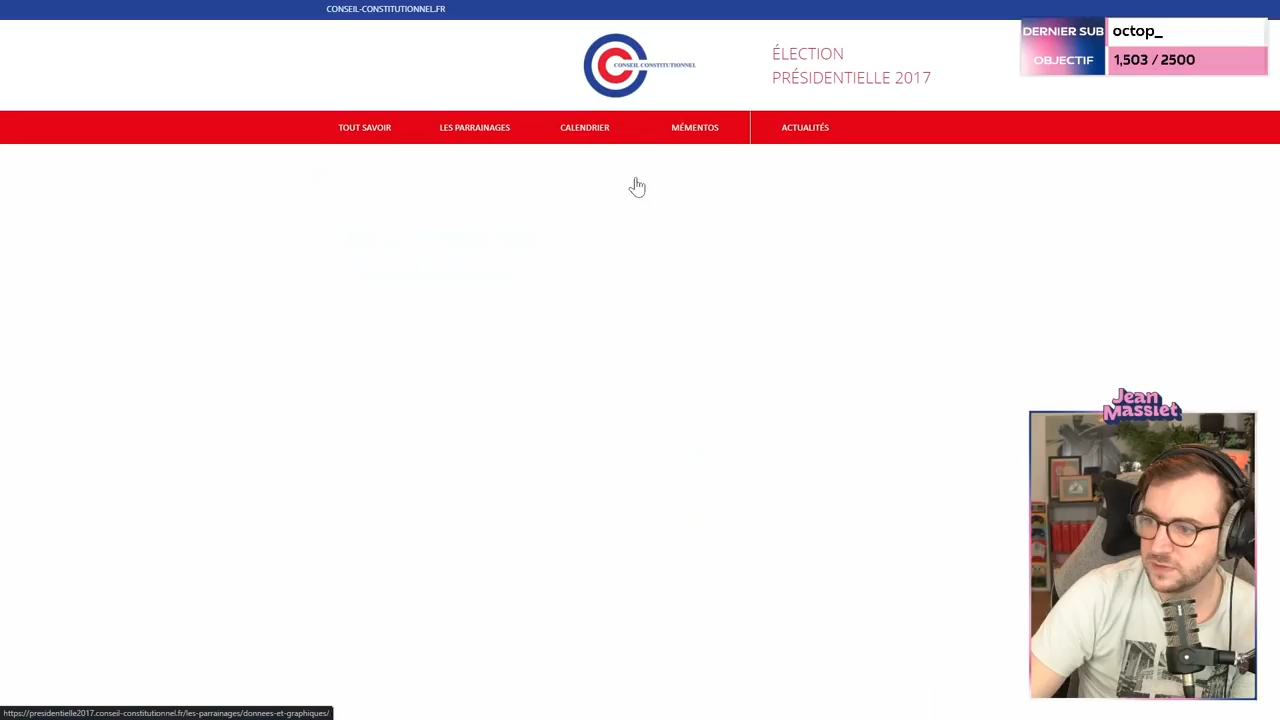 CONSEIL-CONSTITUTIONNEL.FR
CONSEIL CONSTITUTIONNEL
ÉLECTION
PRÉSIDENTIELLE 2017
DERNIER SUB octop_
OBJECTIF 1,503 / 2500
TOUT SAVOIR LES PARRAINAGES CALENDRIER MÉMENTOS ACTUALITÉS
Jean
Massiet
https://presidentielle2017.conseil-constitutionnel.fr/les-parrainages/donnees-et-graphiques/